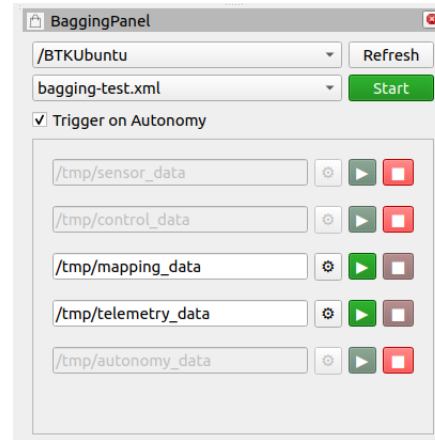 BaggingPanel
/BTKUbuntu
Refresh
bagging-test.xml
Start
Trigger on Autonomy
/tmp/sensor_data
/tmp/control_data
/tmp/mapping_data
/tmp/telemetry_data
/tmp/autonomy_data